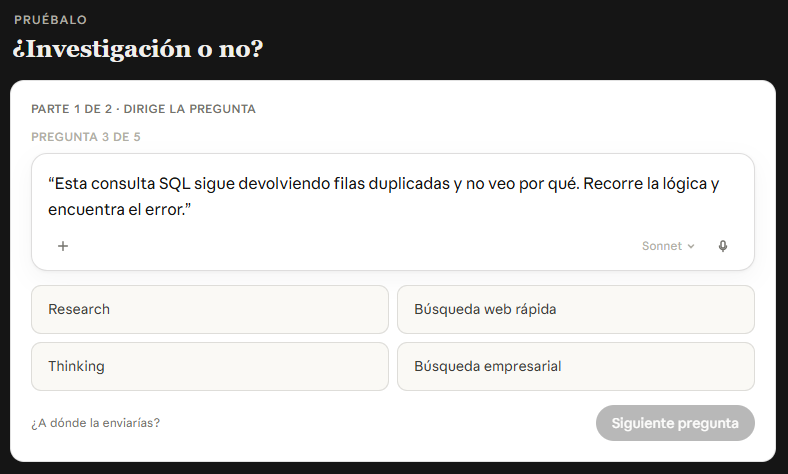 PRUÉBALO
¿Investigación o no?
PARTE 1 DE 2 · DIRIGE LA PREGUNTA
PREGUNTA 3 DE 5
“Esta consulta SQL sigue devolviendo filas duplicadas y no veo por qué. Recorre la lógica y
encuentra el error.”
+
Sonnet
Research
Búsqueda web rápida
Thinking
Búsqueda empresarial
¿A dónde la enviarías?
Siguiente pregunta